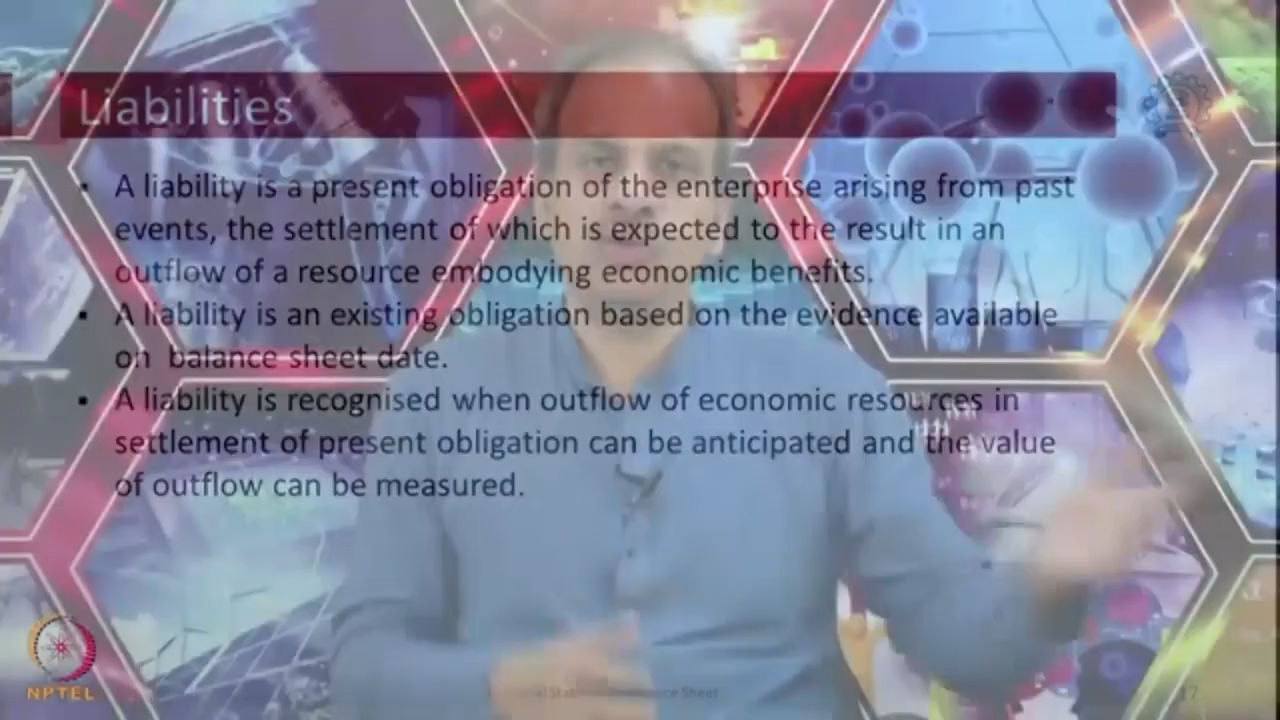 Liabilities
▪ A liability is a present obligation of the enterprise arising from past
events, the settlement of which is expected to the result in an
outflow of a resource embodying economic benefits.
▪ A liability is an existing obligation based on the evidence available
on balance sheet date.
▪ A liability is recognised when outflow of economic resources in
settlement of present obligation can be anticipated and the value
of outflow can be measured.
NPTEL
Sheet
17